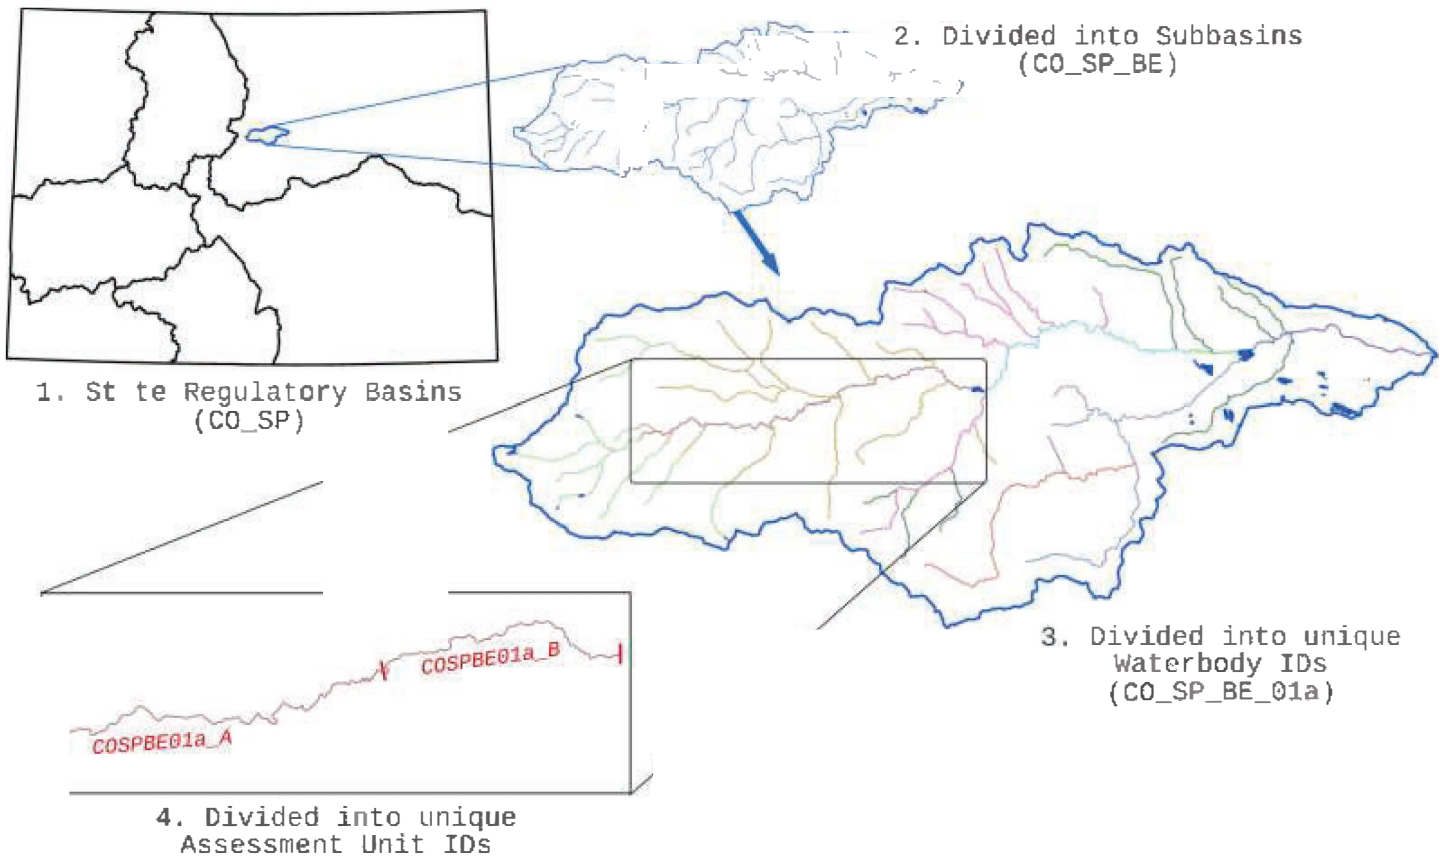 2. Divided into Subbasins
(CO_SP_BE)
1. St te Regulatory Basins
(CO_SP)
3. Divided into unique
Waterbody IDs
(CO_SP_BE_01a)
COSPBE01a_B
COSPBE01a_A
4. Divided into unique
Assessment Unit IDs